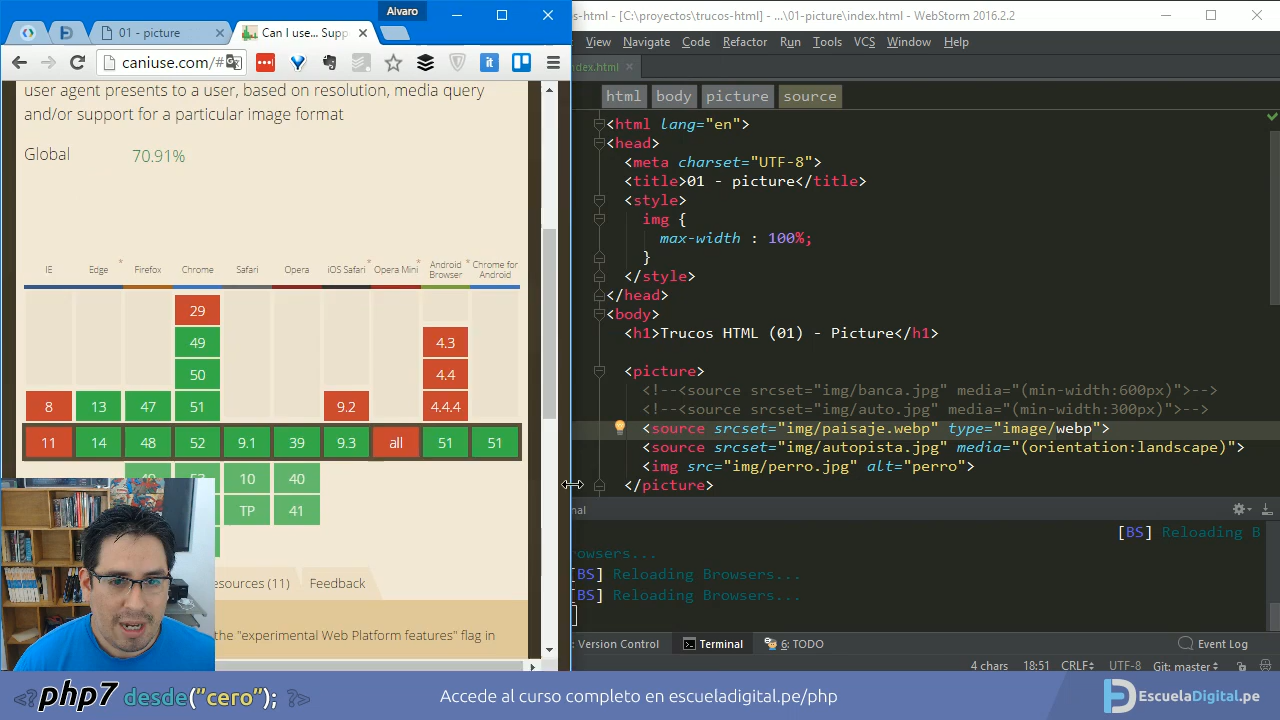 Alvaro
01 - picture
Can I use... Supp
caniuse.com/#
user agent presents to a user, based on resolution, media query
and/or support for a particular image format
Global 70.91%
IE Edge * Firefox Chrome Safari Opera iOS Safari * Opera Mini * Android Browser * Chrome for Android
29
49 4.3
50 4.4
8 13 47 51 9.2 4.4.4
11 14 48 52 9.1 39 9.3 all 51 51
10 40
TP 41
esources (11) Feedback
the "experimental Web Platform features" flag in
s-html - [C:\proyectos\trucos-html] - ...\01-picture\index.html - WebStorm 2016.2.2
View Navigate Code Refactor Run Tools VCS Window Help
ndex.html
html body picture source
<html lang="en">
<head>
<meta charset="UTF-8">
<title>01 - picture</title>
<style>
img {
max-width : 100%;
}
</style>
</head>
<body>
<h1>Trucos HTML (01) - Picture</h1>
<picture>
<!--<source srcset="img/banca.jpg" media="(min-width:600px)">-->
<!--<source srcset="img/auto.jpg" media="(min-width:300px)">-->
<source srcset="img/paisaje.webp" type="image/webp">
<source srcset="img/autopista.jpg" media="(orientation:landscape)">
<img src="img/perro.jpg" alt="perro">
</picture>
nal
[BS] Reloading B
rowsers...
[BS] Reloading Browsers...
[BS] Reloading Browsers...
Version Control Terminal 6: TODO Event Log
4 chars 18:51 CRLF UTF-8 Git: master
<?php7 desde("cero"); ?>
Accede al curso completo en escueladigital.pe/php
EscuelaDigital.pe